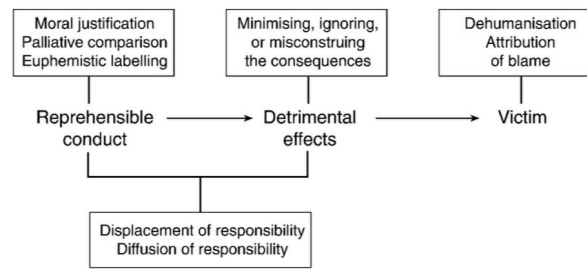 Moral justification
Palliative comparison
Euphemistic labelling
Minimising, ignoring,
or misconstruing
the consequences
Dehumanisation
Attribution
of blame
Reprehensible
conduct
Detrimental
effects
Victim
Displacement of responsibility
Diffusion of responsibility